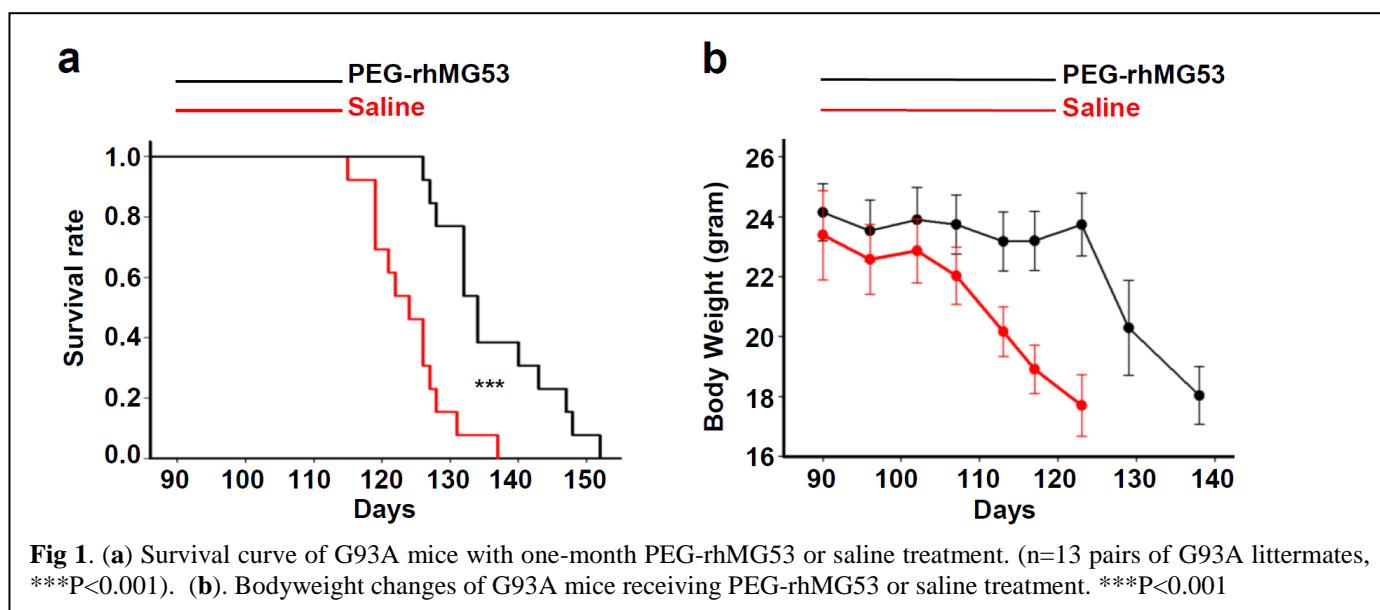 a
PEG-rhMG53
Saline
1.0
0.8
0.6
0.4
0.2
0.0
Survival rate
***
90 100 110 120 130 140 150
Days
b
PEG-rhMG53
Saline
26
24
22
20
18
16
Body Weight (gram)
90 100 110 120 130 140
Days
Fig 1. (a) Survival curve of G93A mice with one-month PEG-rhMG53 or saline treatment. (n=13 pairs of G93A littermates,
***P<0.001). (b). Bodyweight changes of G93A mice receiving PEG-rhMG53 or saline treatment. ***P<0.001